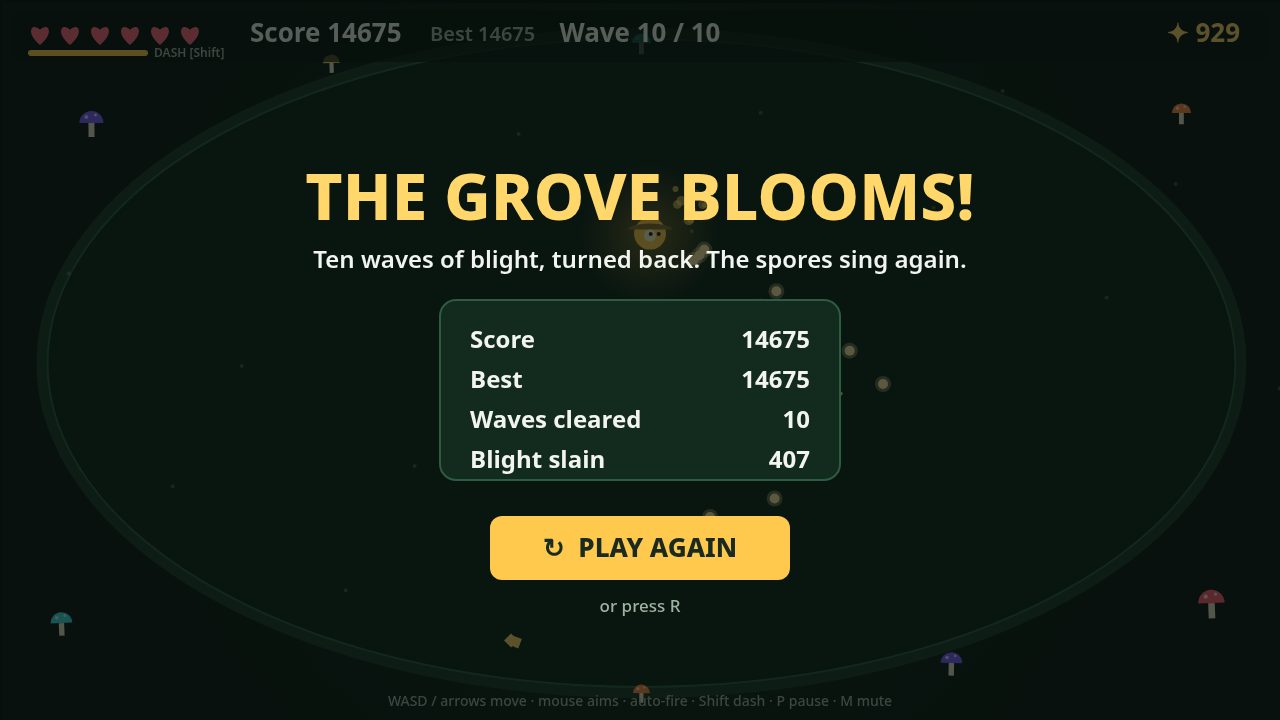 Score 14675 Best 14675 Wave 10 / 10 ✦ 929
DASH [Shift]
THE GROVE BLOOMS!
Ten waves of blight, turned back. The spores sing again.
Score 14675
Best 14675
Waves cleared 10
Blight slain 407
↻ PLAY AGAIN
or press R
WASD / arrows move · mouse aims · auto-fire · Shift dash · P pause · M mute